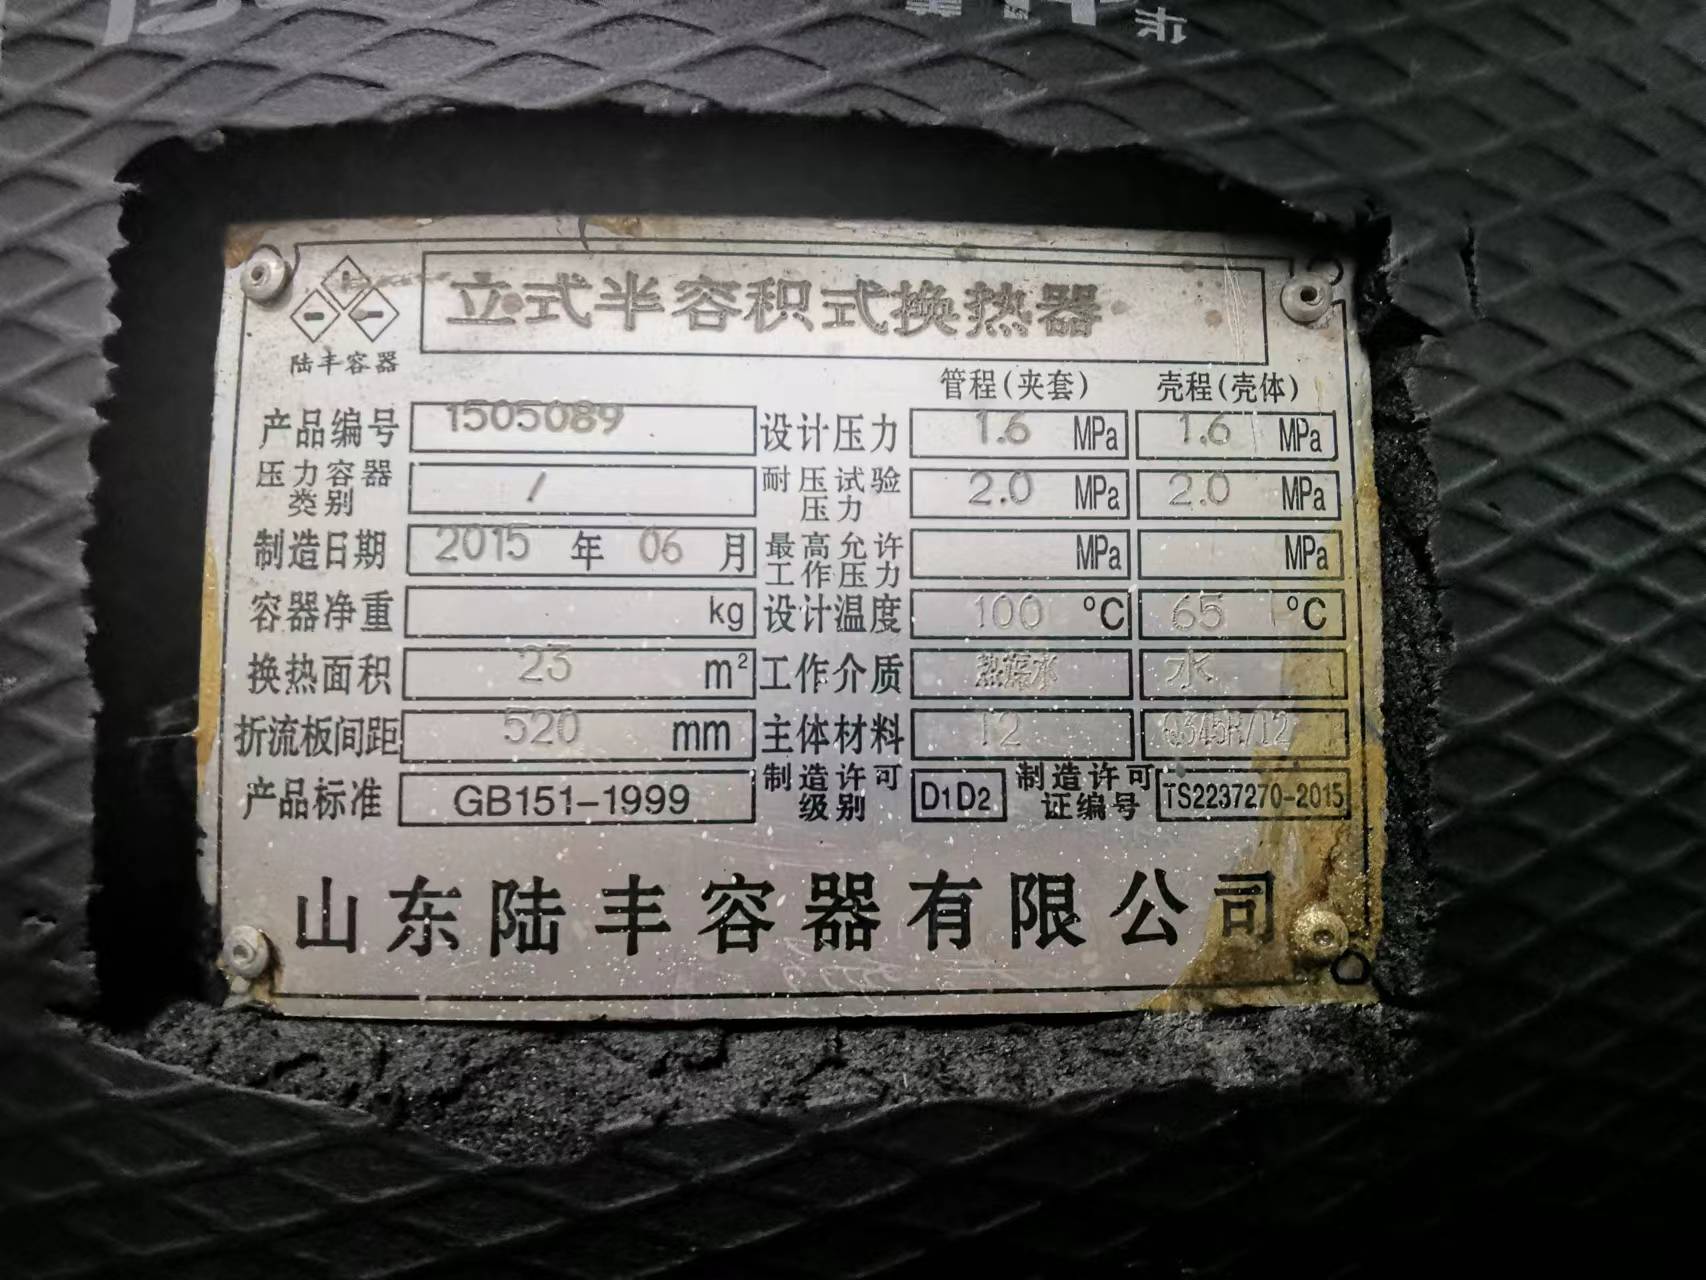 华
立式半容积式换热器
陆丰容器
管程(夹套) 壳程(壳体)
产品编号 1505089 设计压力 1.6 MPa 1.6 MPa
压力容器类别 / 耐压试验压力 2.0 MPa 2.0 MPa
制造日期 2015 年 06 月 最高允许工作压力 MPa MPa
容器净重 kg 设计温度 100 °C 65 °C
换热面积 23 m² 工作介质 热媒水 水
折流板间距 520 mm 主体材料 T2 Q345R/T2
产品标准 GB151-1999 制造许可级别 D1D2 制造许可证编号 TS2237270-2015
山东陆丰容器有限公司